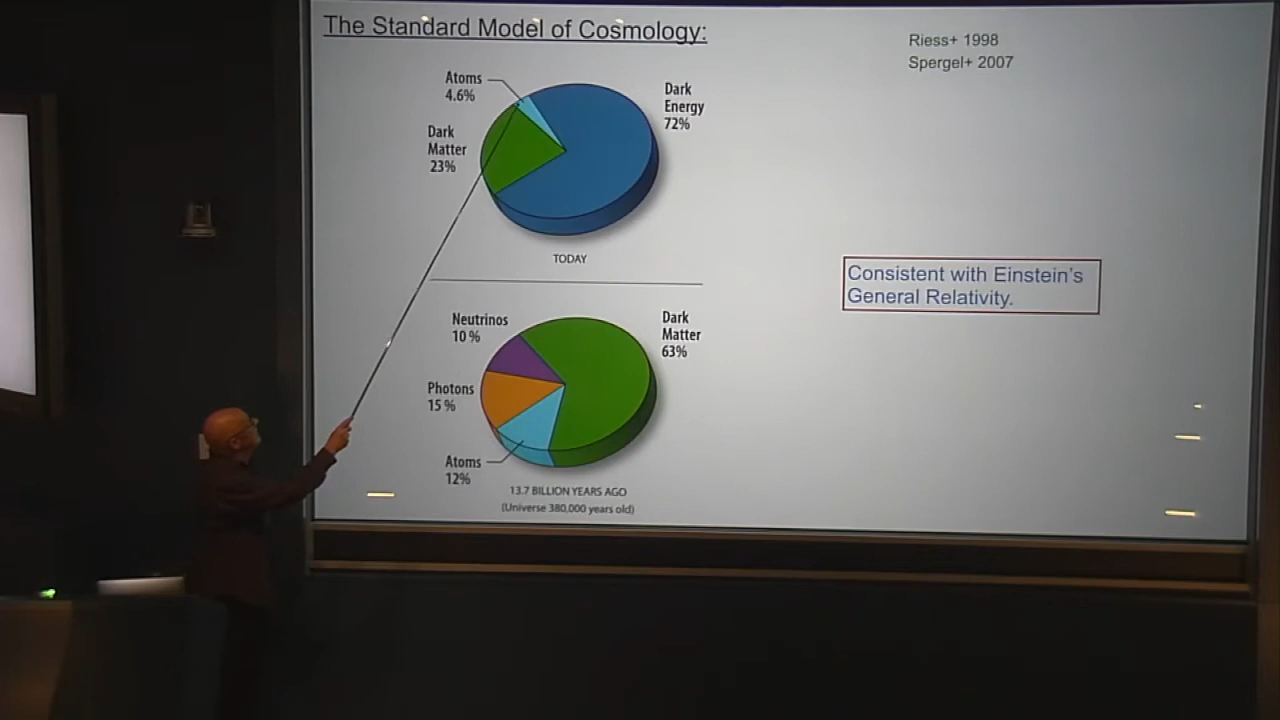 The Standard Model of Cosmology:
Riess+ 1998
Spergel+ 2007
Atoms
4.6%
Dark
Energy
72%
Dark
Matter
23%
TODAY
Consistent with Einstein's
General Relativity.
Neutrinos
10 %
Dark
Matter
63%
Photons
15 %
Atoms
12%
13.7 BILLION YEARS AGO
(Universe 380,000 years old)